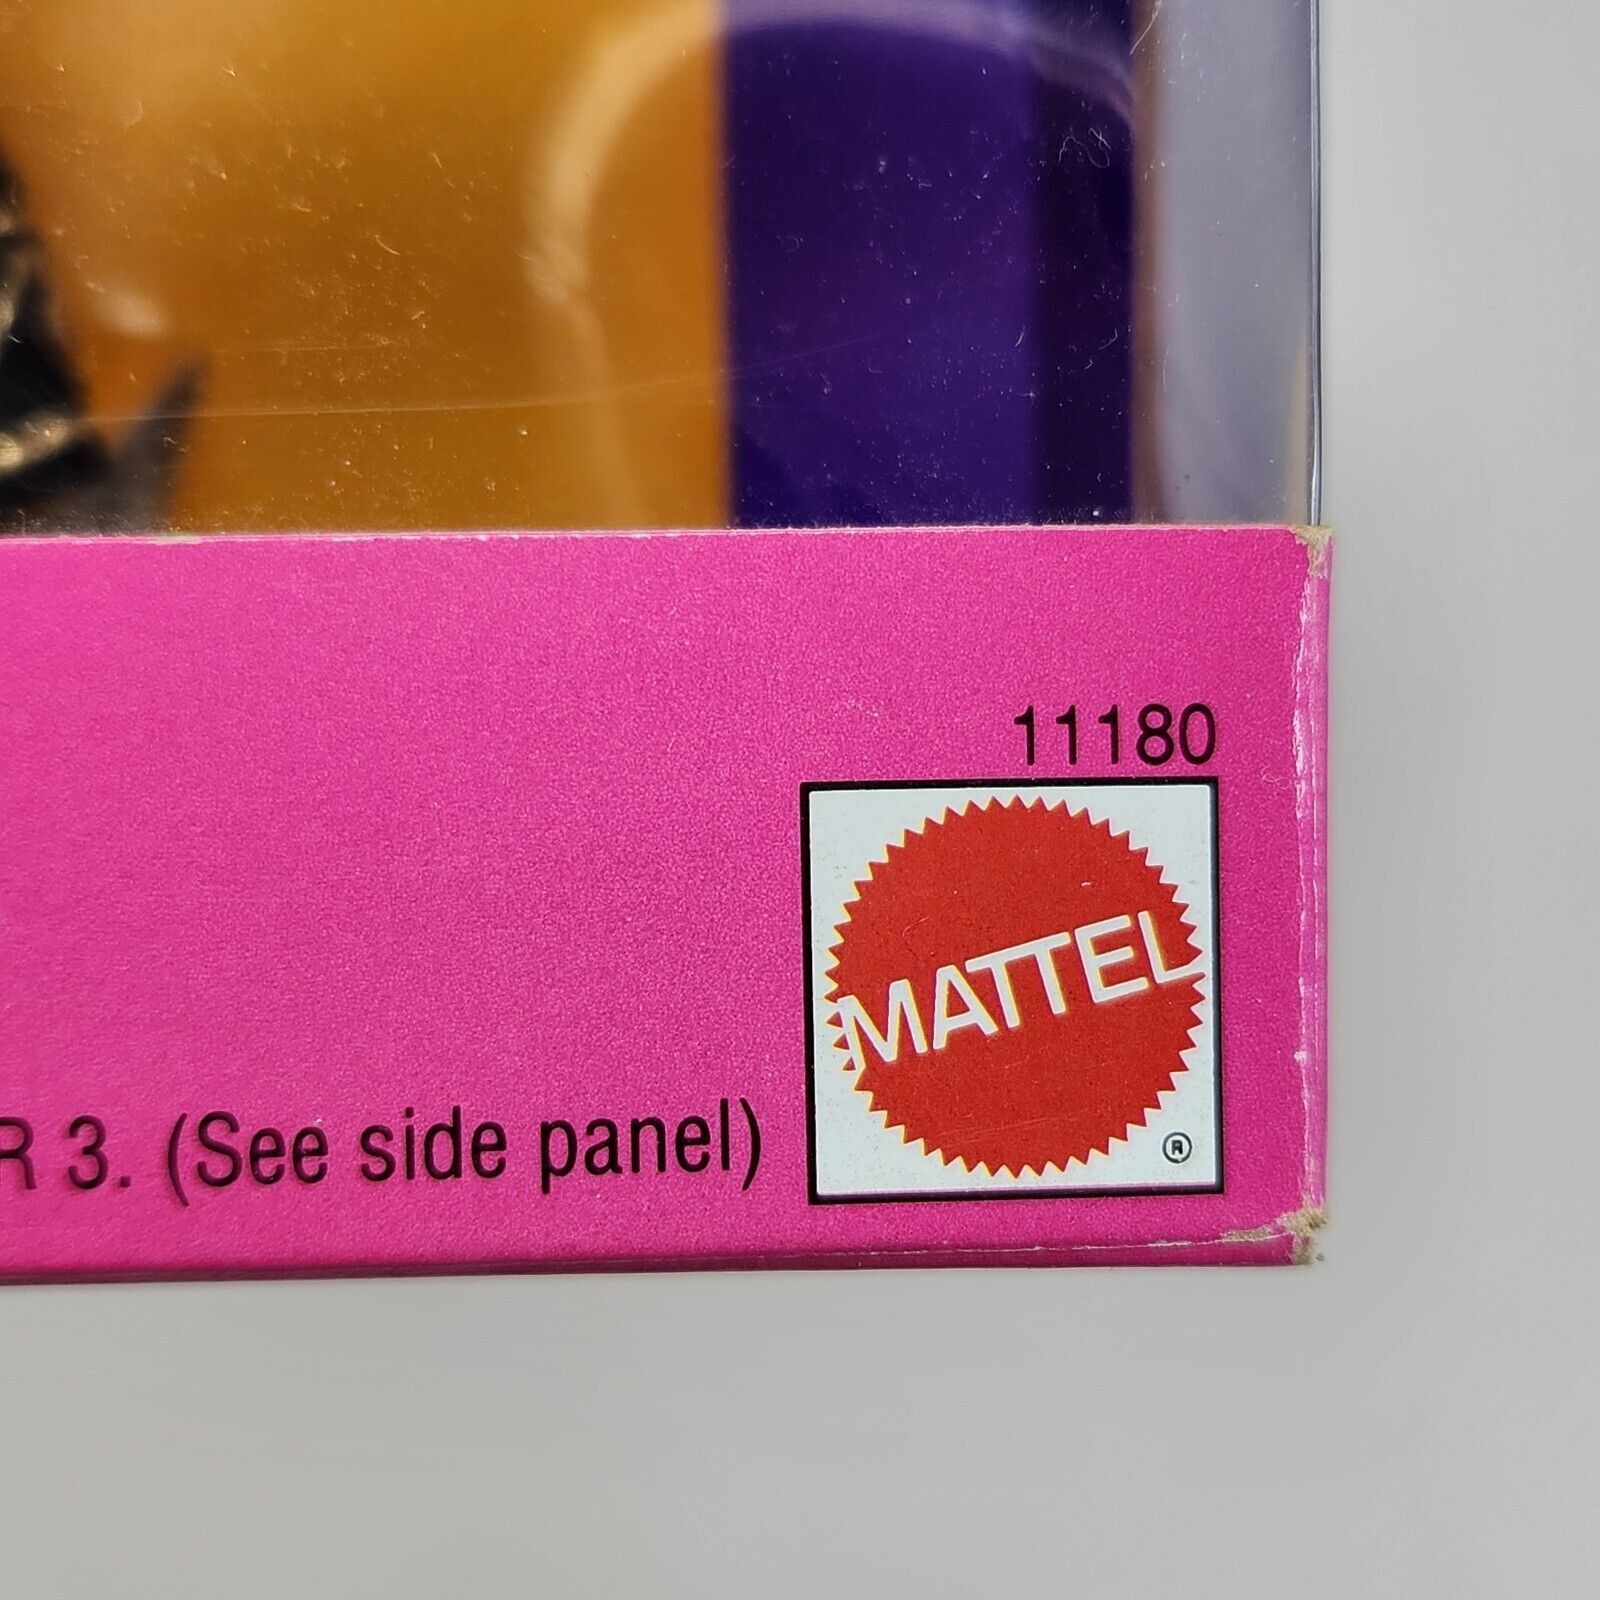 11180
MATTEL
®
R 3. (See side panel)